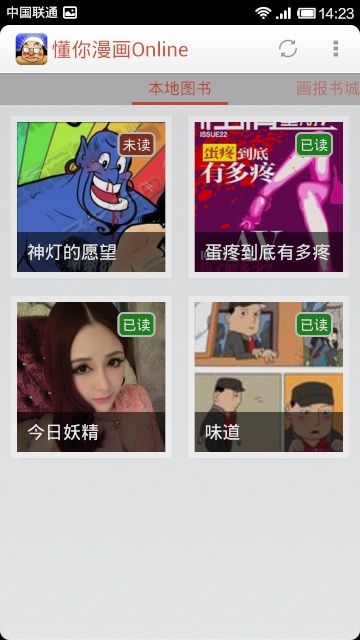 中国联通
14:23
懂你漫画Online
本地图书
画报书城
未读
神灯的愿望
ISSUE22
蛋疼到底
有多疼
已读
蛋疼到底有多疼
已读
今日妖精
已读
味道